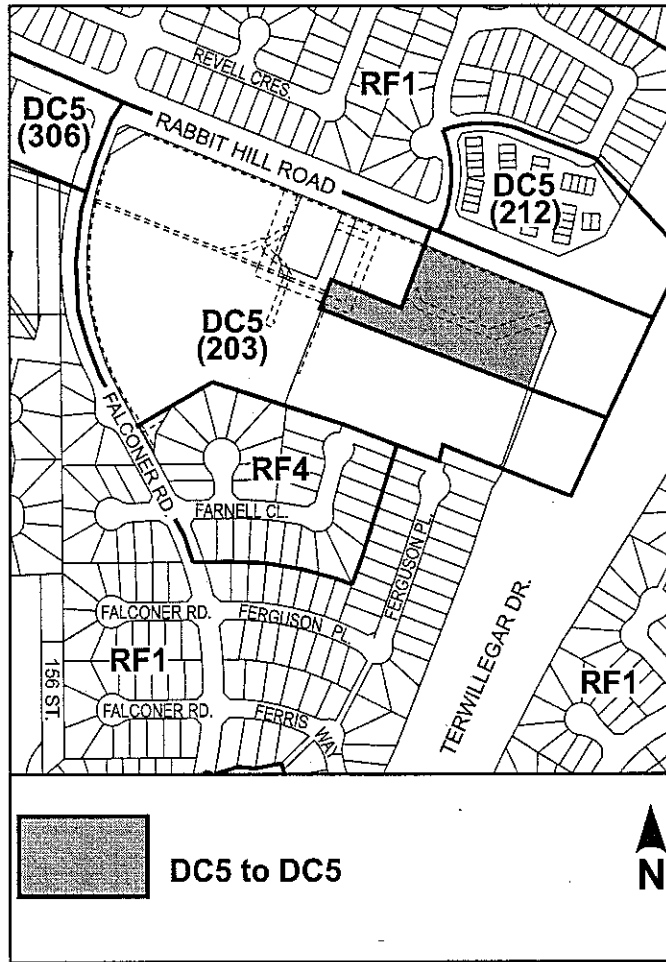 REVELL CRES.
RF1
DC5
(306)
RABBIT HILL ROAD
DC5
(212)
DC5
(203)
FALCONER RD.
RF4
FARNELL CL.
FERGUSON PL.
FALCONER RD.
FERGUSON PL.
RF1
156 ST.
FALCONER RD.
FERRIS WAY
TERWILLEGAR DR.
RF1
DC5 to DC5
N